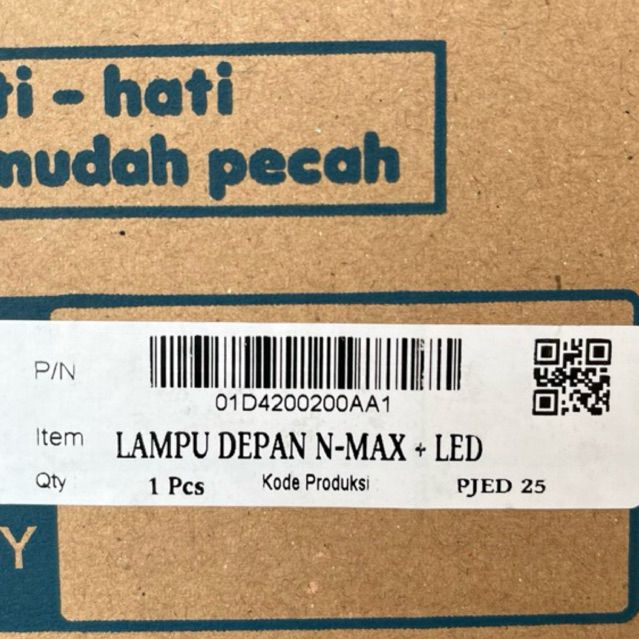 ti - hati
mudah pecah
P/N
01D4200200AA1
Item LAMPU DEPAN N-MAX + LED
Qty 1 Pcs Kode Produksi PJED 25
Y